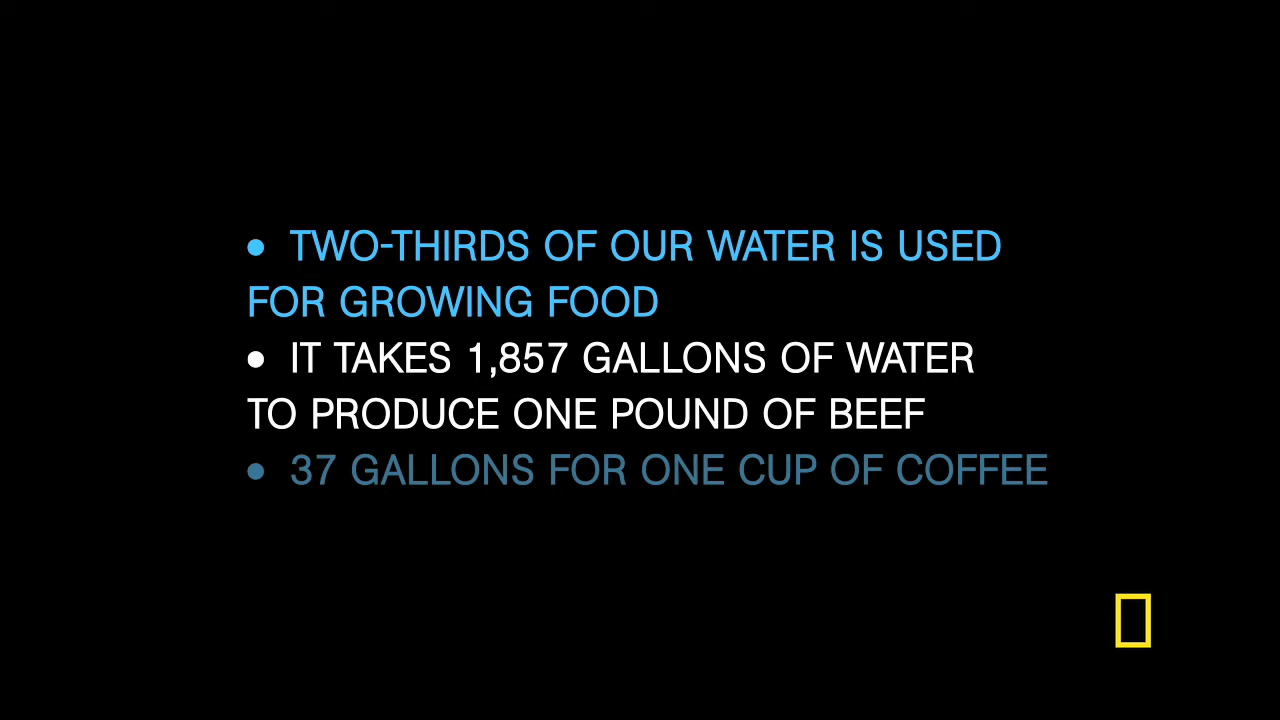 • TWO-THIRDS OF OUR WATER IS USED
FOR GROWING FOOD
• IT TAKES 1,857 GALLONS OF WATER
TO PRODUCE ONE POUND OF BEEF
• 37 GALLONS FOR ONE CUP OF COFFEE